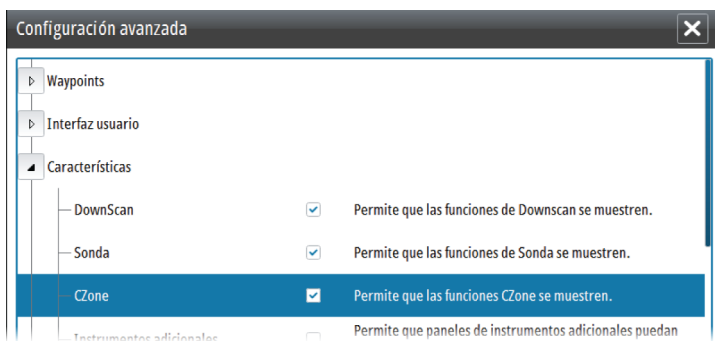 Configuración avanzada
Waypoints
Interfaz usuario
Características
DownScan Permite que las funciones de Downscan se muestren.
Sonda Permite que las funciones de Sonda se muestren.
CZone Permite que las funciones CZone se muestren.
Instrumentos adicionales Permite que paneles de instrumentos adicionales puedan